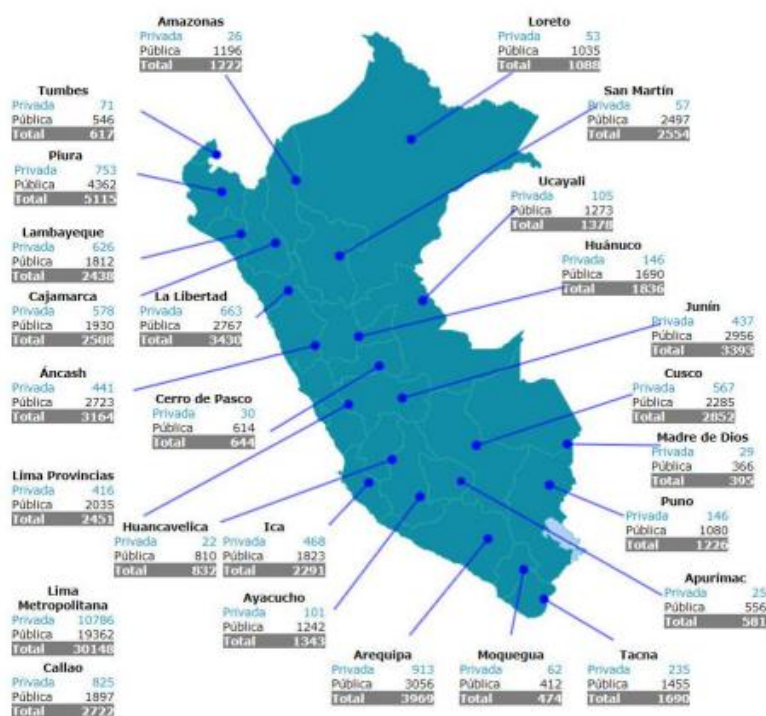 Amazonas
Privada 26
Pública 1196
Total 1222
Loreto
Privada 53
Pública 1035
Total 1088
Tumbes
Privada 71
Pública 546
Total 617
San Martín
Privada 57
Pública 2497
Total 2554
Piura
Privada 753
Pública 4362
Total 5115
Ucayali
Privada 105
Pública 1273
Total 1378
Lambayeque
Privada 626
Pública 1812
Total 2438
Huánuco
Privada 146
Pública 1690
Total 1836
Cajamarca
Privada 578
Pública 1930
Total 2508
La Libertad
Privada 663
Pública 2767
Total 3430
Junín
Privada 437
Pública 2956
Total 3393
Áncash
Privada 441
Pública 2723
Total 3164
Cerro de Pasco
Privada 30
Pública 614
Total 644
Cusco
Privada 567
Pública 2285
Total 2852
Madre de Dios
Privada 29
Pública 366
Total 395
Lima Provincias
Privada 416
Pública 2035
Total 2451
Puno
Privada 146
Pública 1080
Total 1226
Huancavelica
Privada 22
Pública 810
Total 832
Ica
Privada 468
Pública 1823
Total 2291
Apurímac
Privada 25
Pública 556
Total 581
Lima
Metropolitana
Privada 10786
Pública 19362
Total 30148
Ayacucho
Privada 101
Pública 1242
Total 1343
Callao
Privada 825
Pública 1897
Total 2722
Arequipa
Privada 913
Pública 3056
Total 3969
Moquegua
Privada 62
Pública 412
Total 474
Tacna
Privada 235
Pública 1455
Total 1690